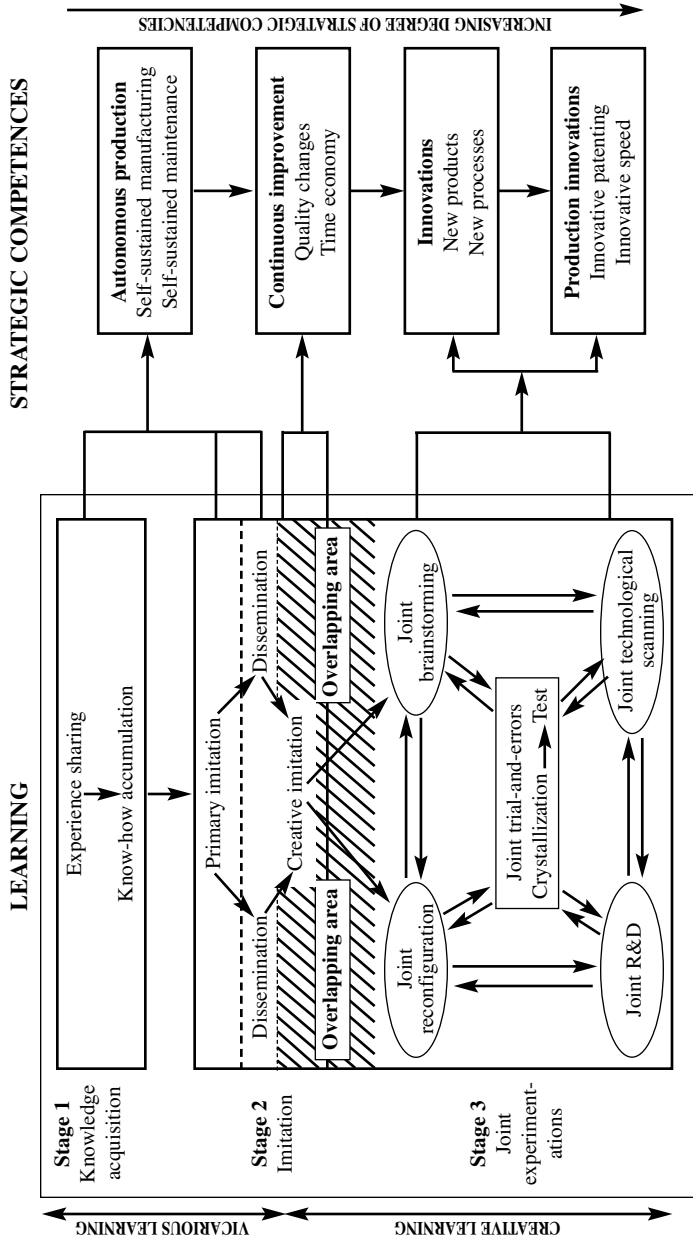 LEARNING
STRATEGIC COMPETENCES
VICARIOUS LEARNING
CREATIVE LEARNING
Stage 1
Knowledge
acquisition
Experience sharing
Know-how accumulation
Stage 2
Imitation
Primary imitation
Dissemination
Dissemination
Creative imitation
Overlapping area
Overlapping area
Stage 3
Joint
experiment-
ations
Joint
reconfiguration
Joint
brainstorming
Joint trial-and-errors
Crystallization
Test
Joint R&D
Joint technological
scanning
Autonomous production
Self-sustained manufacturing
Self-sustained maintenance
Continuous improvement
Quality changes
Time economy
Innovations
New products
New processes
Production innovations
Innovative patenting
Innovative speed
INCREASING DEGREE OF STRATEGIC COMPETENCIES